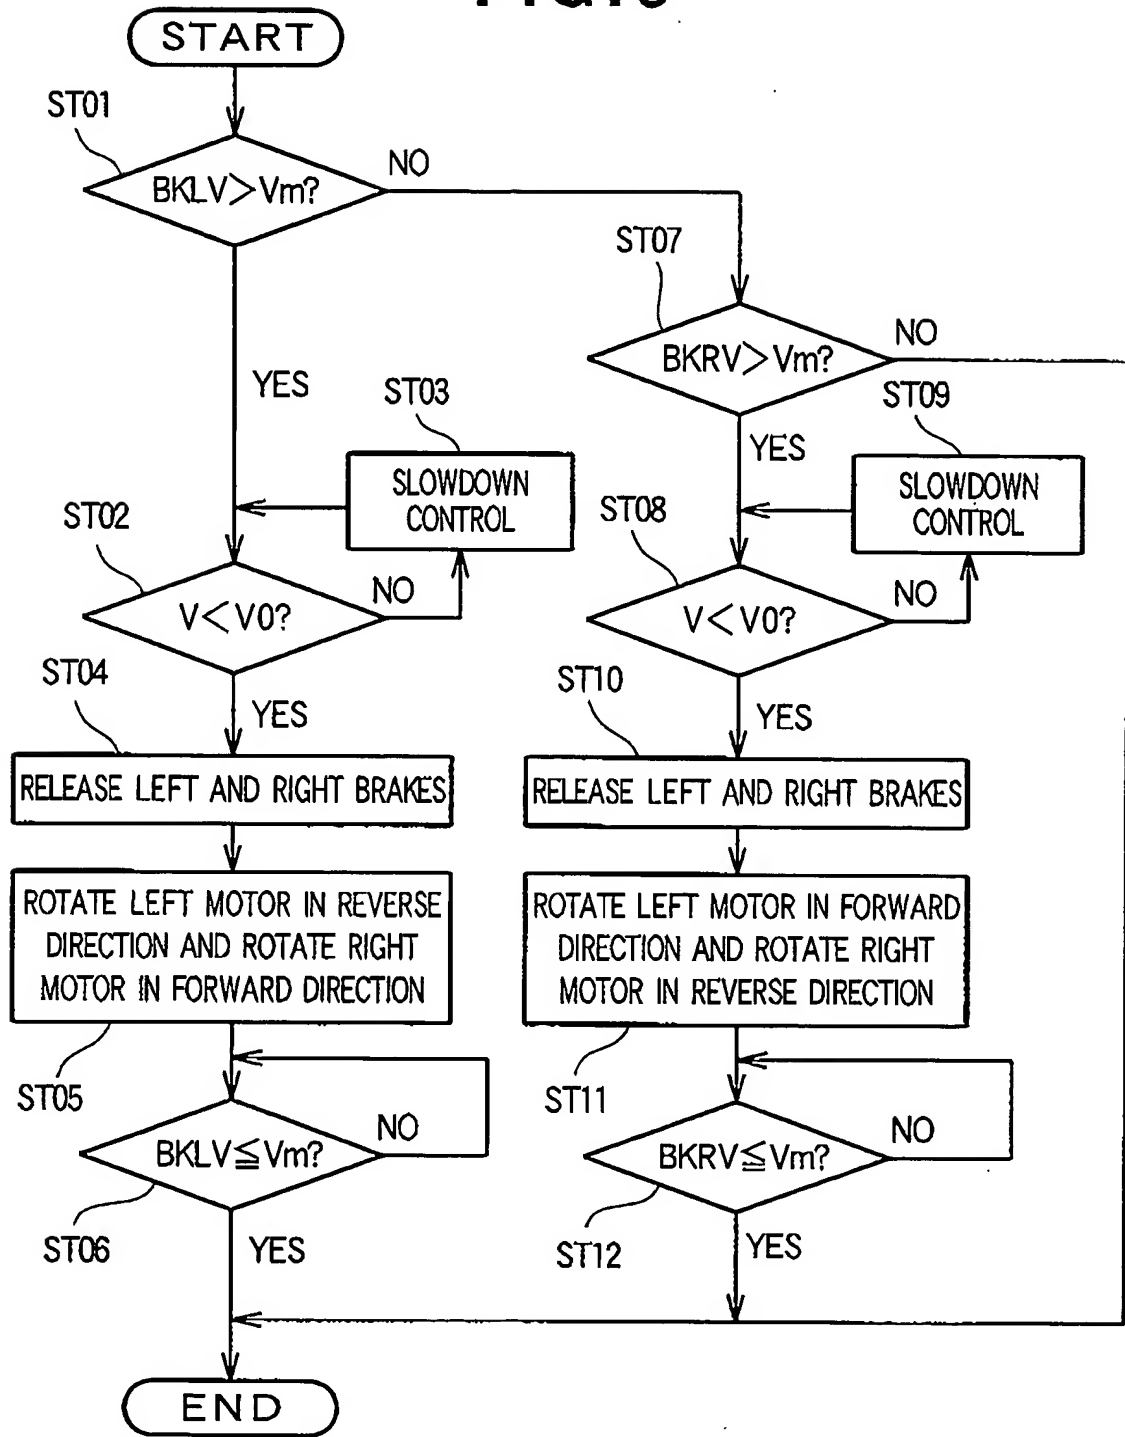 START
ST01
BKLV>Vm?
NO
ST07
BKRV>Vm?
NO
YES
ST03
SLOWDOWN
CONTROL
ST02
V<V0?
NO
YES
ST09
SLOWDOWN
CONTROL
ST08
V<V0?
NO
ST04
YES
RELEASE LEFT AND RIGHT BRAKES
ROTATE LEFT MOTOR IN REVERSE
DIRECTION AND ROTATE RIGHT
MOTOR IN FORWARD DIRECTION
ST05
BKLV≦Vm?
NO
ST06
YES
ST10
YES
RELEASE LEFT AND RIGHT BRAKES
ROTATE LEFT MOTOR IN FORWARD
DIRECTION AND ROTATE RIGHT
MOTOR IN REVERSE DIRECTION
ST11
BKRV≦Vm?
NO
ST12
YES
END